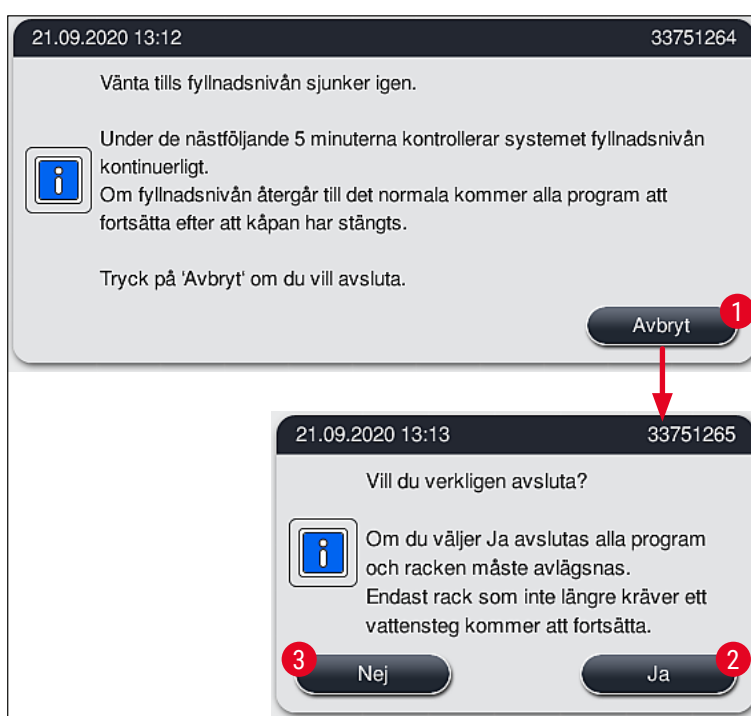 21.09.2020 13:12 33751264
Vänta tills fyllnadsnivån sjunker igen.
Under de nästföljande 5 minuterna kontrollerar systemet fyllnadsnivån
kontinuerligt.
Om fyllnadsnivån återgår till det normala kommer alla program att
fortsätta efter att kåpan har stängts.
Tryck på 'Avbryt' om du vill avsluta.
Avbryt 1
21.09.2020 13:13 33751265
Vill du verkligen avsluta?
Om du väljer Ja avslutas alla program
och racken måste avlägsnas.
Endast rack som inte längre kräver ett
vattensteg kommer att fortsätta.
3 Nej Ja 2